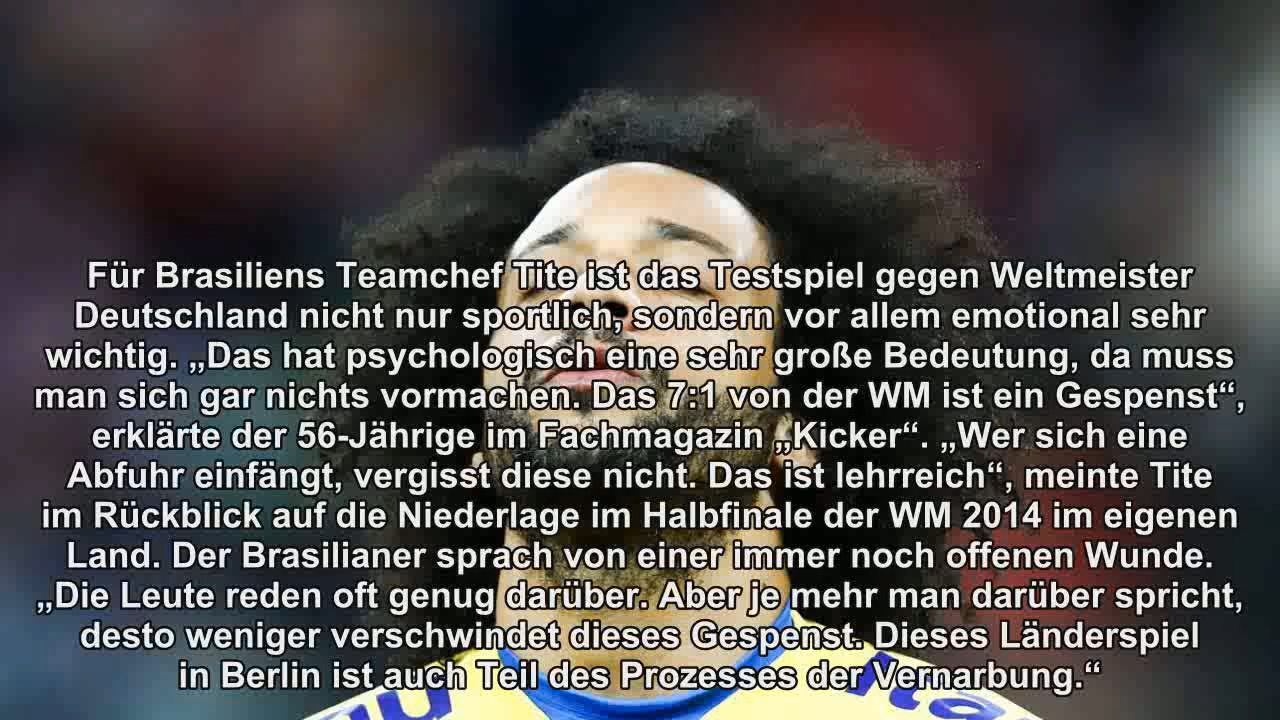 Für Brasiliens Teamchef Tite ist das Testspiel gegen Weltmeister
Deutschland nicht nur sportlich, sondern vor allem emotional sehr
wichtig. „Das hat psychologisch eine sehr große Bedeutung, da muss
man sich gar nichts vormachen. Das 7:1 von der WM ist ein Gespenst“,
erklärte der 56-Jährige im Fachmagazin „Kicker“. „Wer sich eine
Abfuhr einfängt, vergisst diese nicht. Das ist lehrreich“, meinte Tite
im Rückblick auf die Niederlage im Halbfinale der WM 2014 im eigenen
Land. Der Brasilianer sprach von einer immer noch offenen Wunde.
„Die Leute reden oft genug darüber. Aber je mehr man darüber spricht,
desto weniger verschwindet dieses Gespenst. Dieses Länderspiel
in Berlin ist auch Teil des Prozesses der Vernarbung.“